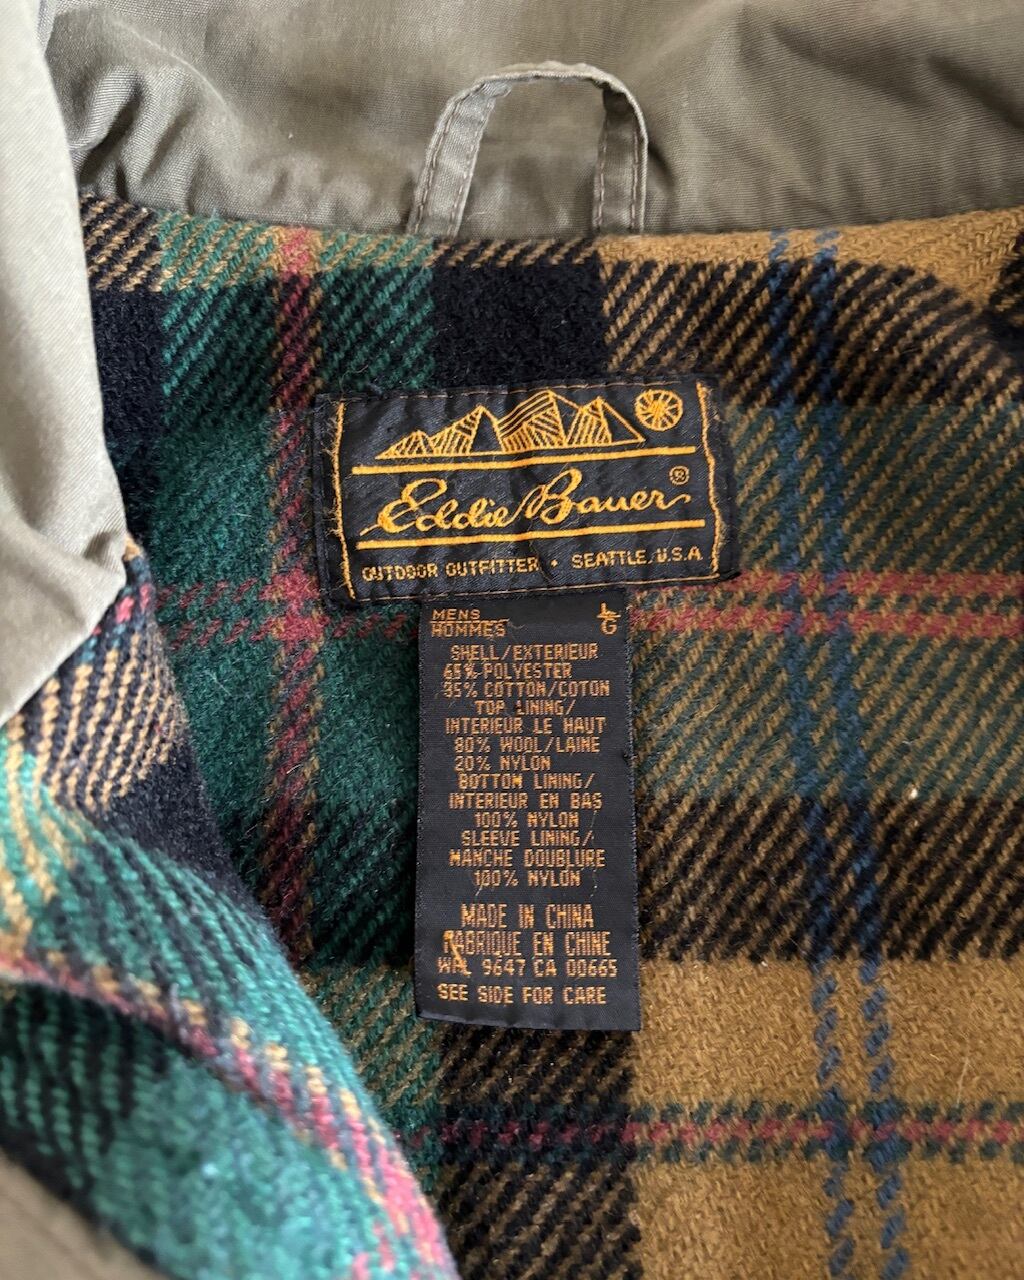 Eddie Bauer®
OUTDOOR OUTFITTER • SEATTLE, U.S.A
MENS L/G
HOMMES
SHELL/EXTERIEUR
65% POLYESTER
35% COTTON/COTON
TOP LINING/
INTERIEUR LE HAUT
80% WOOL/LAINE
20% NYLON
BOTTOM LINING/
INTERIEUR EN BAS
100% NYLON
SLEEVE LINING/
MANCHE DOUBLURE
100% NYLON
MADE IN CHINA
FABRIQUE EN CHINE
WPL 9647 CA 00665
SEE SIDE FOR CARE